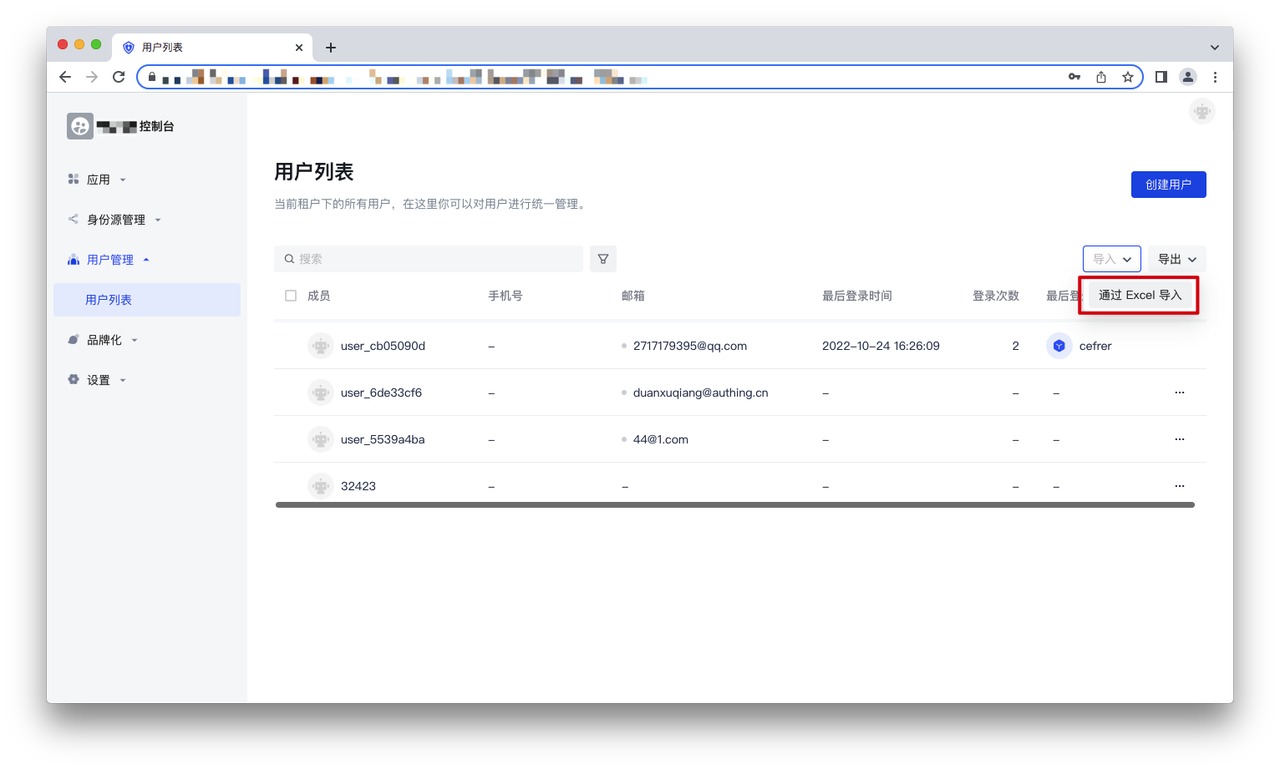 用户列表
控制台
应用
身份源管理
用户管理
用户列表
品牌化
设置
用户列表
当前租户下的所有用户，在这里你可以对用户进行统一管理。
创建用户
搜索
导入
导出
通过 Excel 导入
成员 手机号 邮箱 最后登录时间 登录次数 最后登
user_cb05090d – 2717179395@qq.com 2022-10-24 16:26:09 2 cefrer
user_6de33cf6 – duanxuqiang@authing.cn – – – ···
user_5539a4ba – 44@1.com – – – ···
32423 – – – – – ···